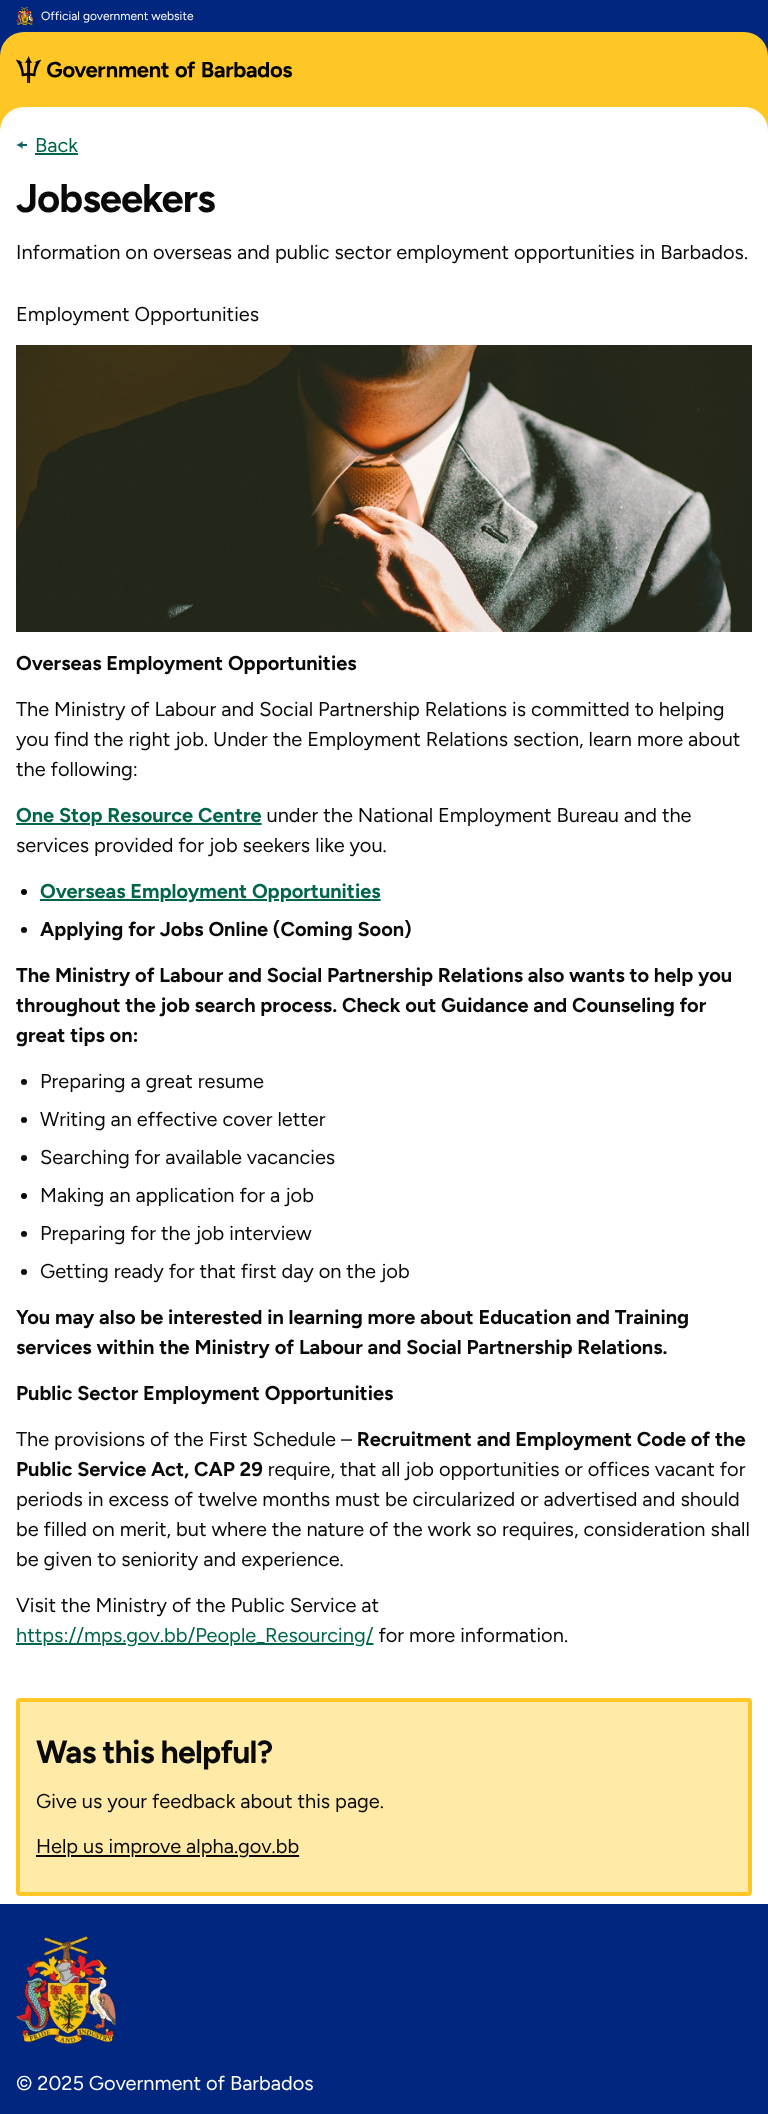 Official government website
Government of Barbados
Back
Jobseekers
Information on overseas and public sector employment opportunities in Barbados.
Employment Opportunities
Overseas Employment Opportunities
The Ministry of Labour and Social Partnership Relations is committed to helping
you find the right job. Under the Employment Relations section, learn more about
the following:
One Stop Resource Centre under the National Employment Bureau and the
services provided for job seekers like you.
• Overseas Employment Opportunities
• Applying for Jobs Online (Coming Soon)
The Ministry of Labour and Social Partnership Relations also wants to help you
throughout the job search process. Check out Guidance and Counseling for
great tips on:
• Preparing a great resume
• Writing an effective cover letter
• Searching for available vacancies
• Making an application for a job
• Preparing for the job interview
• Getting ready for that first day on the job
You may also be interested in learning more about Education and Training
services within the Ministry of Labour and Social Partnership Relations.
Public Sector Employment Opportunities
The provisions of the First Schedule – Recruitment and Employment Code of the
Public Service Act, CAP 29 require, that all job opportunities or offices vacant for
periods in excess of twelve months must be circularized or advertised and should
be filled on merit, but where the nature of the work so requires, consideration shall
be given to seniority and experience.
Visit the Ministry of the Public Service at
https://mps.gov.bb/People_Resourcing/ for more information.
Was this helpful?
Give us your feedback about this page.
Help us improve alpha.gov.bb
PRIDE AND INDUSTRY
© 2025 Government of Barbados